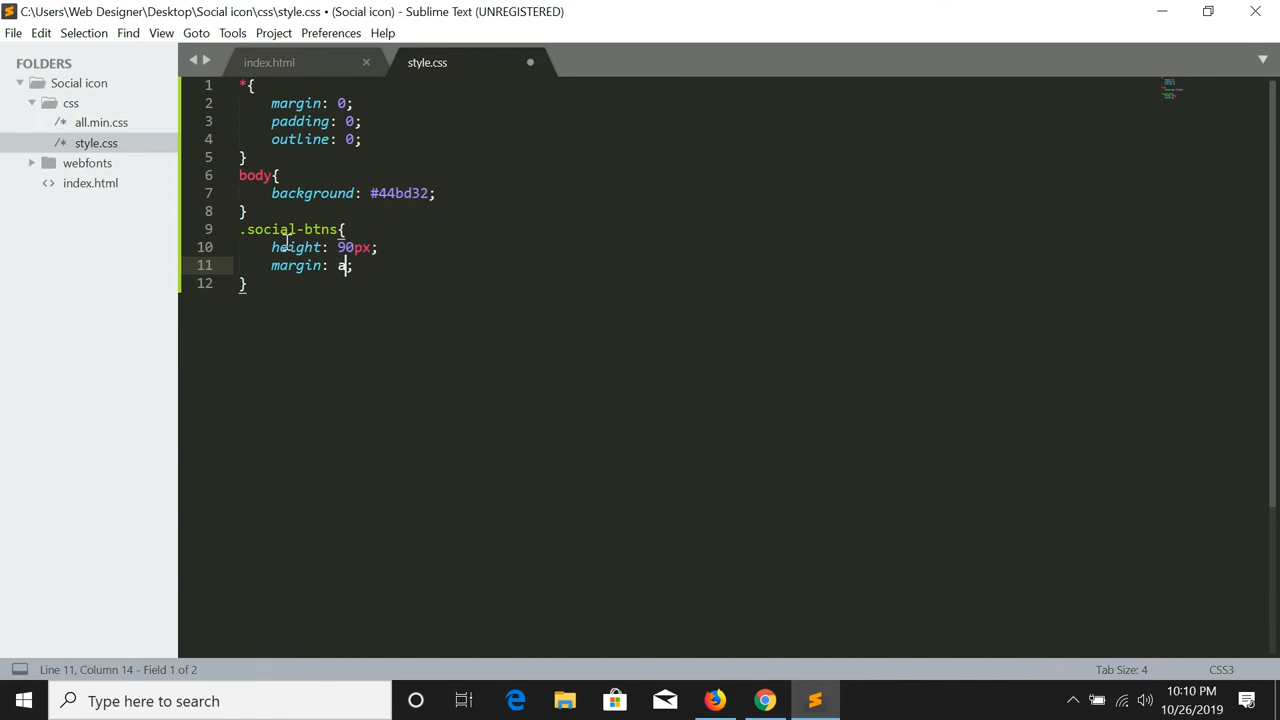 C:\Users\Web Designer\Desktop\Social icon\css\style.css • (Social icon) - Sublime Text (UNREGISTERED)
File Edit Selection Find View Goto Tools Project Preferences Help
FOLDERS
Social icon
css
/* all.min.css
/* style.css
webfonts
<> index.html
index.html
style.css
1 *{
2 margin: 0;
3 padding: 0;
4 outline: 0;
5 }
6 body{
7 background: #44bd32;
8 }
9 .social-btns{
10 height: 90px;
11 margin: a;
12 }
Line 11, Column 14 - Field 1 of 2
Tab Size: 4
CSS3
Type here to search
10:10 PM
10/26/2019